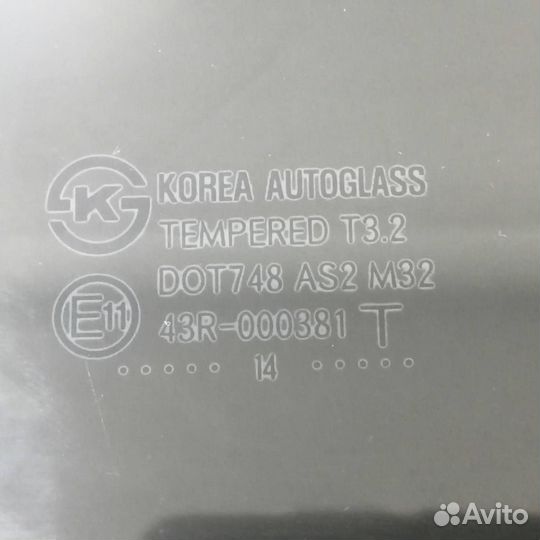 K KOREA AUTOGLASS
TEMPERED T3.2
DOT748 AS2 M32
E11 43R-000381 T
..... 14 .....
Avito